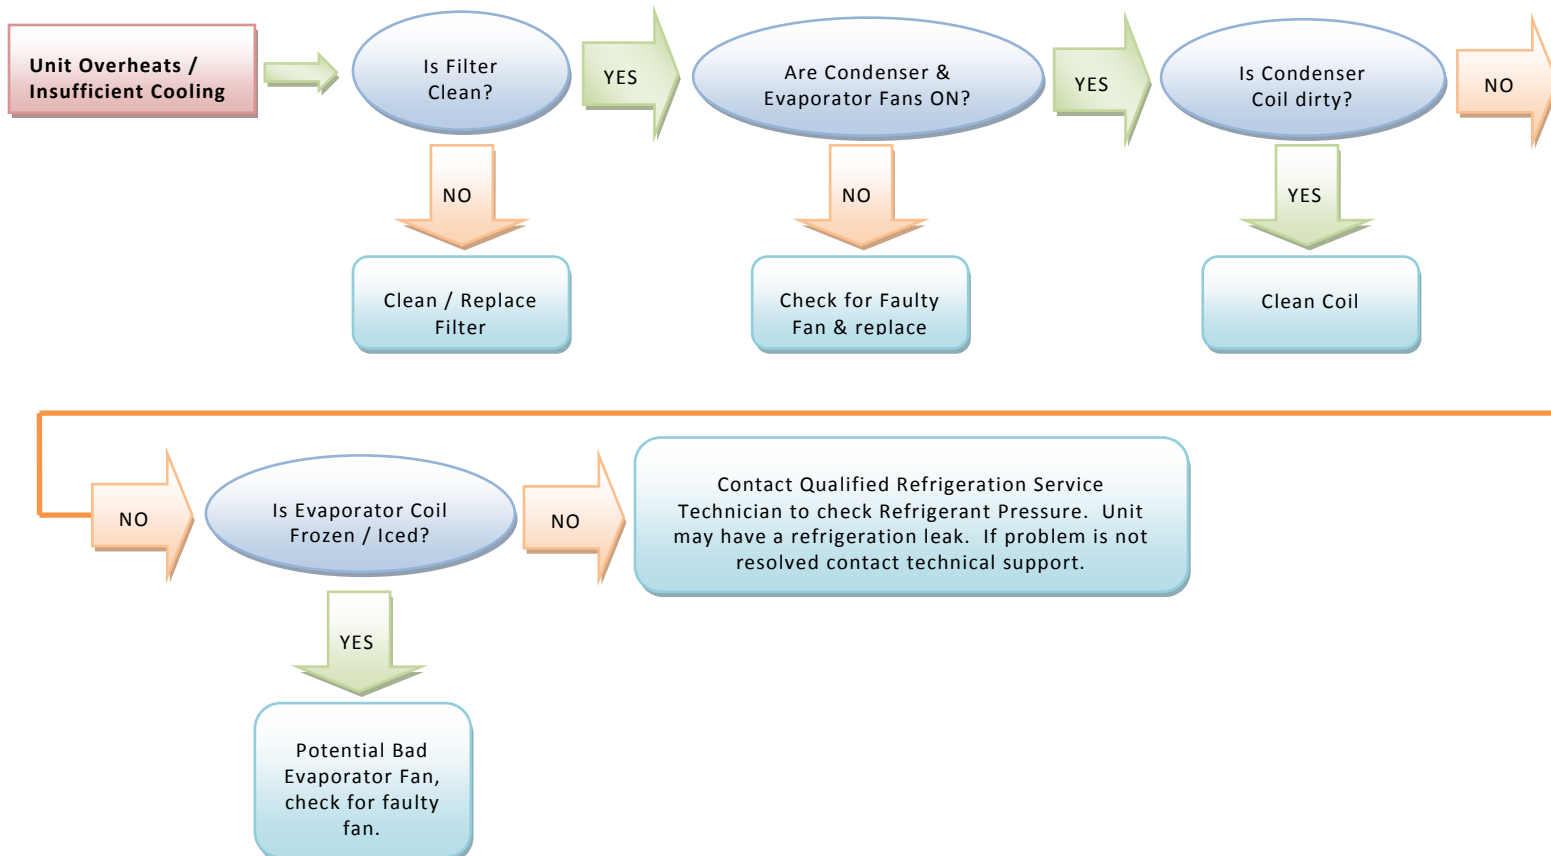 Unit Overheats /
Insufficient Cooling
Is Filter
Clean?
YES
Are Condenser &
Evaporator Fans ON?
YES
Is Condenser
Coil dirty?
NO
NO
NO
YES
Clean / Replace
Filter
Check for Faulty
Fan & replace
Clean Coil
NO
Is Evaporator Coil
Frozen / Iced?
NO
Contact Qualified Refrigeration Service
Technician to check Refrigerant Pressure. Unit
may have a refrigeration leak. If problem is not
resolved contact technical support.
YES
Potential Bad
Evaporator Fan,
check for faulty
fan.